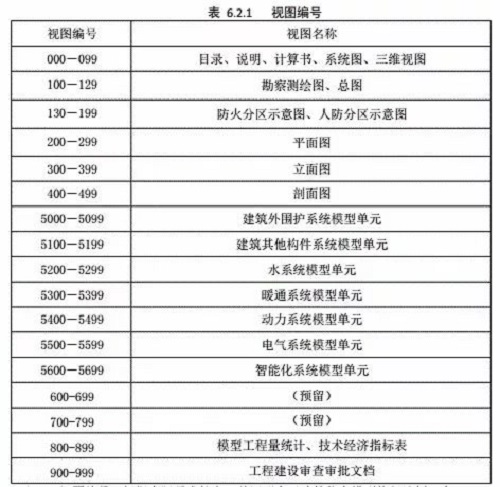 表 6.2.1 视图编号
视图编号 视图名称
000—099 目录、说明、计算书、系统图、三维视图
100—129 勘察测绘图、总图
130—199 防火分区示意图、人防分区示意图
200—299 平面图
300—399 立面图
400—499 剖面图
5000—5099 建筑外围护系统模型单元
5100—5199 建筑其他构件系统模型单元
5200—5299 水系统模型单元
5300—5399 暖通系统模型单元
5400—5499 动力系统模型单元
5500—5599 电气系统模型单元
5600—5699 智能化系统模型单元
600-699 （预留）
700-799 （预留）
800-899 模型工程量统计、技术经济指标表
900-999 工程建设审查审批文档